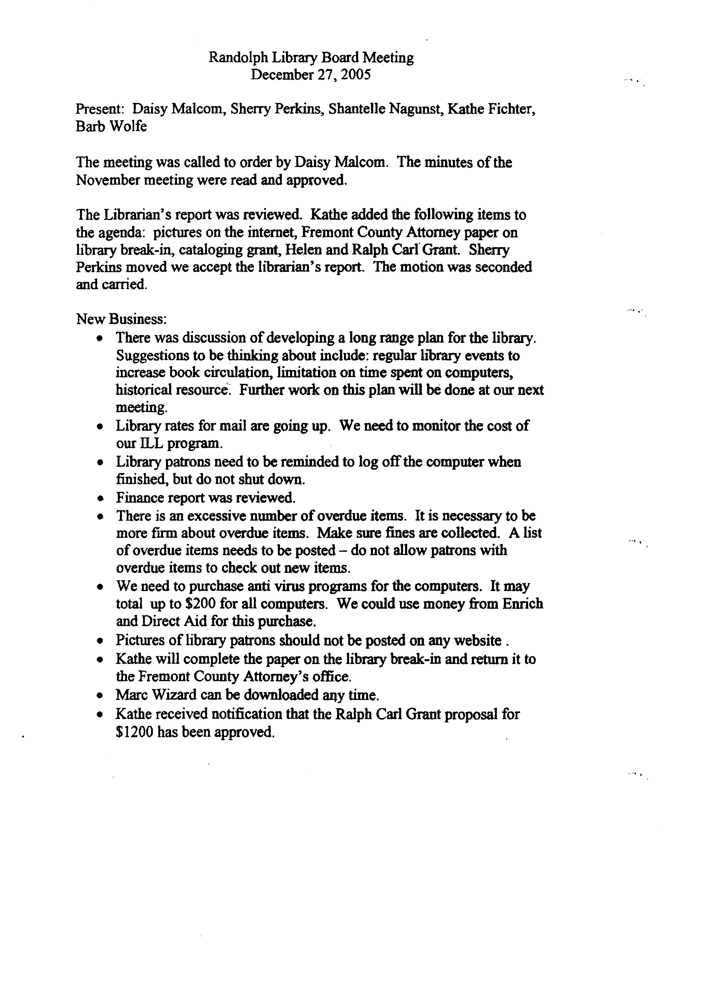 Randolph Library Board Meeting
December 27, 2005
Present: Daisy Malcom, Sherry Perkins, Shantelle Nagunst, Kathe Fichter,
Barb Wolfe
The meeting was called to order by Daisy Malcom. The minutes of the
November meeting were read and approved.
The Librarian's report was reviewed. Kathe added the following items to
the agenda: pictures on the internet, Fremont County Attorney paper on
library break-in, cataloging grant, Helen and Ralph Carl Grant. Sherry
Perkins moved we accept the librarian's report. The motion was seconded
and carried.
New Business:
• There was discussion of developing a long range plan for the library.
Suggestions to be thinking about include: regular library events to
increase book circulation, limitation on time spent on computers,
historical resource. Further work on this plan will be done at our next
meeting.
• Library rates for mail are going up. We need to monitor the cost of
our ILL program.
• Library patrons need to be reminded to log off the computer when
finished, but do not shut down.
• Finance report was reviewed.
• There is an excessive number of overdue items. It is necessary to be
more firm about overdue items. Make sure fines are collected. A list
of overdue items needs to be posted – do not allow patrons with
overdue items to check out new items.
• We need to purchase anti virus programs for the computers. It may
total up to $200 for all computers. We could use money from Enrich
and Direct Aid for this purchase.
• Pictures of library patrons should not be posted on any website .
• Kathe will complete the paper on the library break-in and return it to
the Fremont County Attorney's office.
• Marc Wizard can be downloaded any time.
• Kathe received notification that the Ralph Carl Grant proposal for
$1200 has been approved.